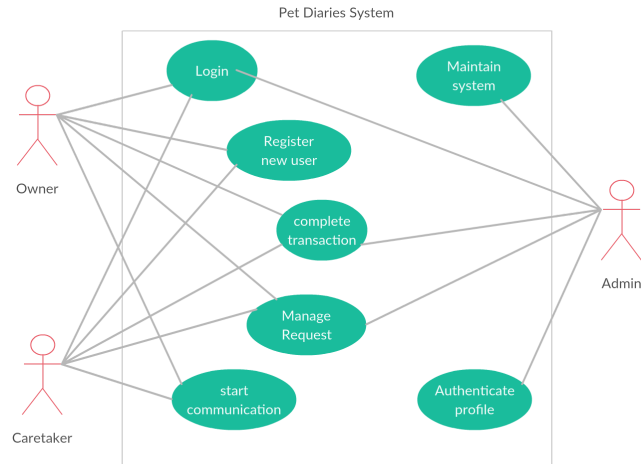 Pet Diaries System
Login
Maintain
system
Register
new user
Owner
complete
transaction
Admin
Manage
Request
start
communication
Authenticate
profile
Caretaker